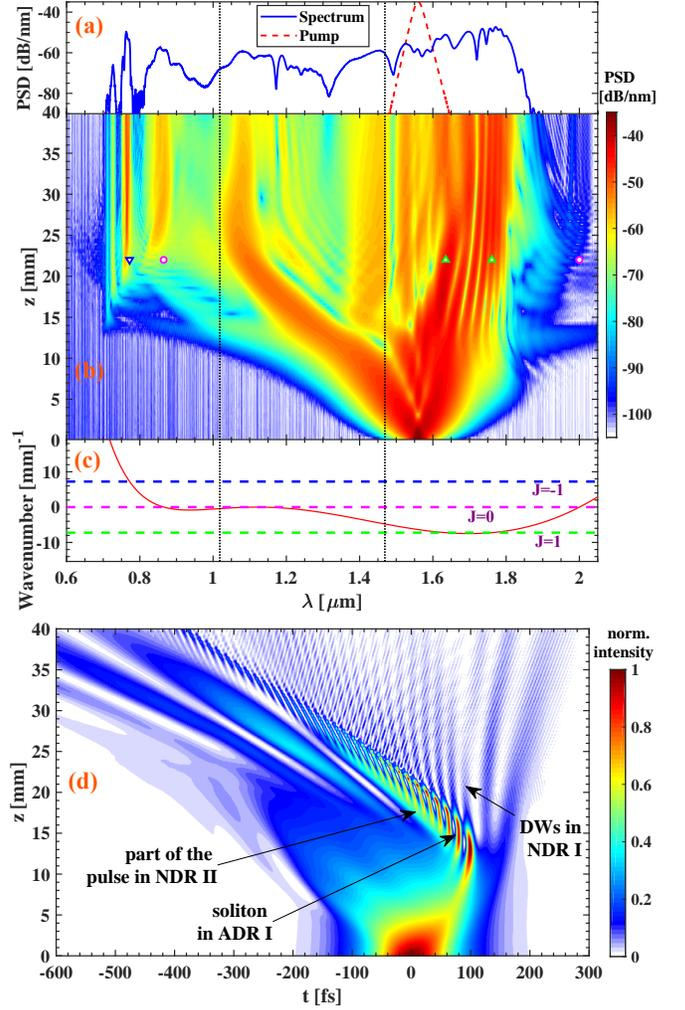 (a)
Spectrum
Pump
PSD [dB/nm]
-40
-60
-80
PSD
[dB/nm]
40
35
30
25
20
15
10
5
0
z [mm]
(b)
-40
-50
-60
-70
-80
-90
-100
(c)
Wavenumber [mm]-1
10
0
-10
J=-1
J=0
J=1
0.6 0.8 1 1.2 1.4 1.6 1.8 2
λ [μm]
40
35
30
25
20
15
10
5
0
z [mm]
(d)
part of the
pulse in NDR II
soliton
in ADR I
DWs in
NDR I
norm.
intensity
1
0.8
0.6
0.4
0.2
0
-600 -500 -400 -300 -200 -100 0 100 200 300
t [fs]